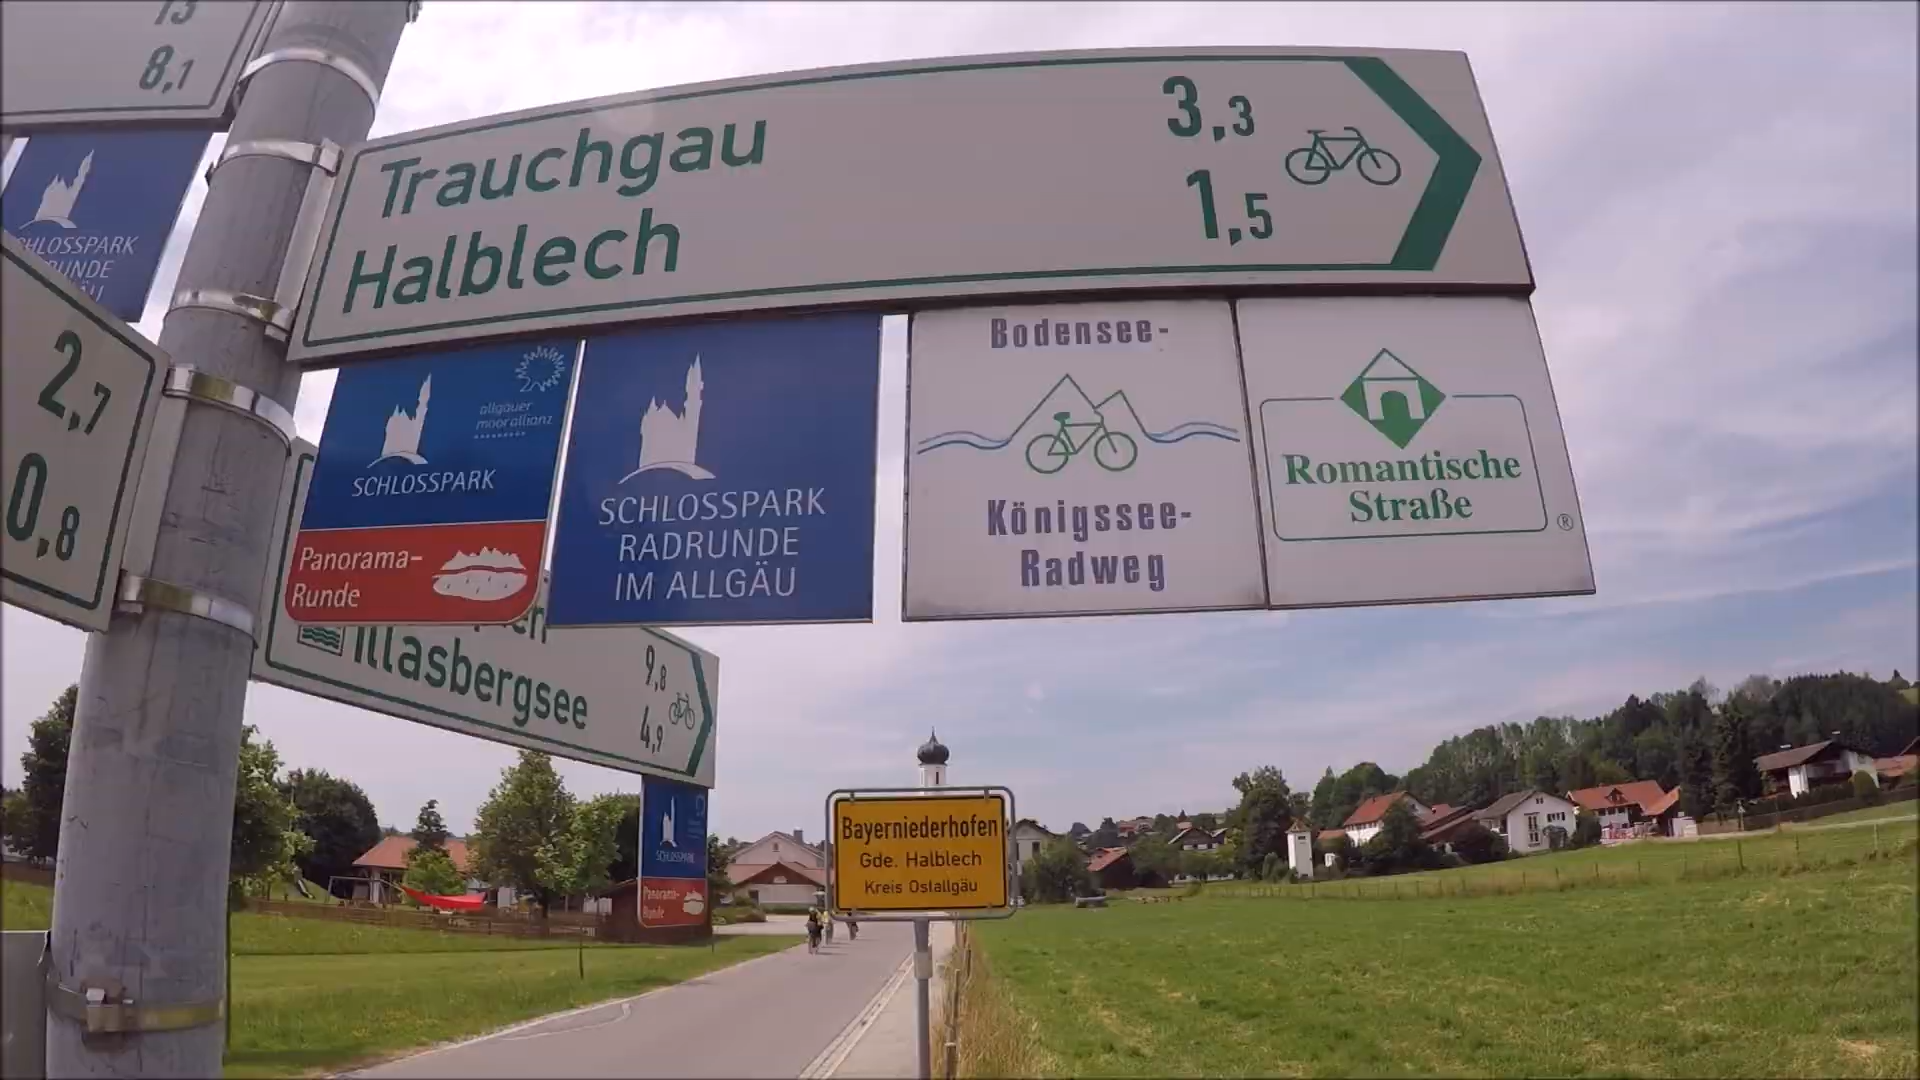 13
8,1
SCHLOSSPARK
2,7
0,8
Trauchgau 3,3
Halblech 1,5
allgäuer
moorallianz
SCHLOSSPARK
Panorama-
Runde
SCHLOSSPARK
RADRUNDE
IM ALLGÄU
Bodensee-
Königssee-
Radweg
Romantische
Straße
®
9,8
Illasbergsee 4,9
SCHLOSSPARK
Panorama-
Runde
Bayerniederhofen
Gde. Halblech
Kreis Ostallgäu